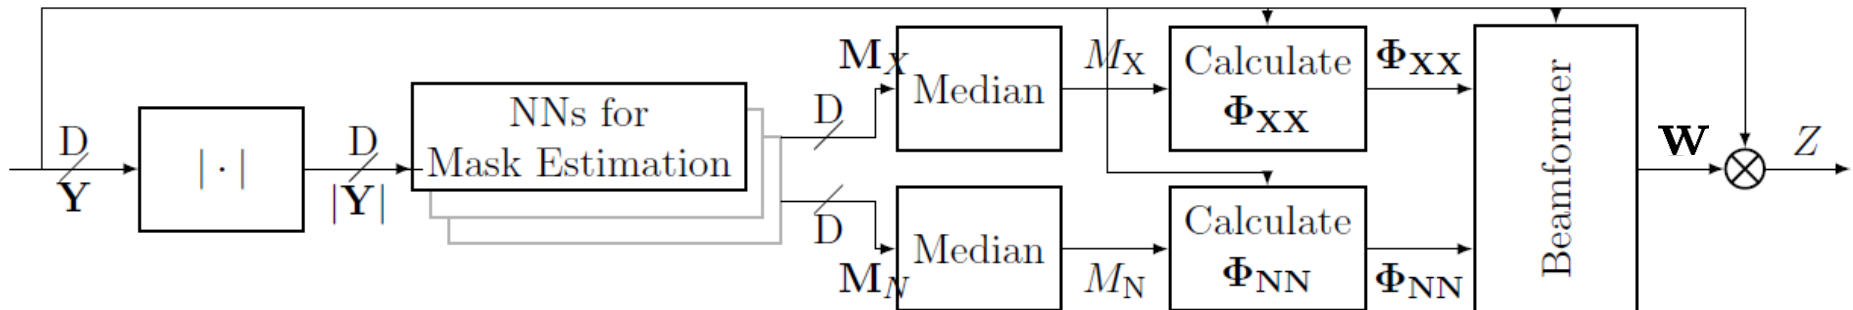 D
Y
| · |
D
|Y|
NNs for
Mask Estimation
D
M_X
Median
M_X
Calculate
Φ_XX
Φ_XX
D
M_N
Median
M_N
Calculate
Φ_NN
Φ_NN
Beamformer
W
Z